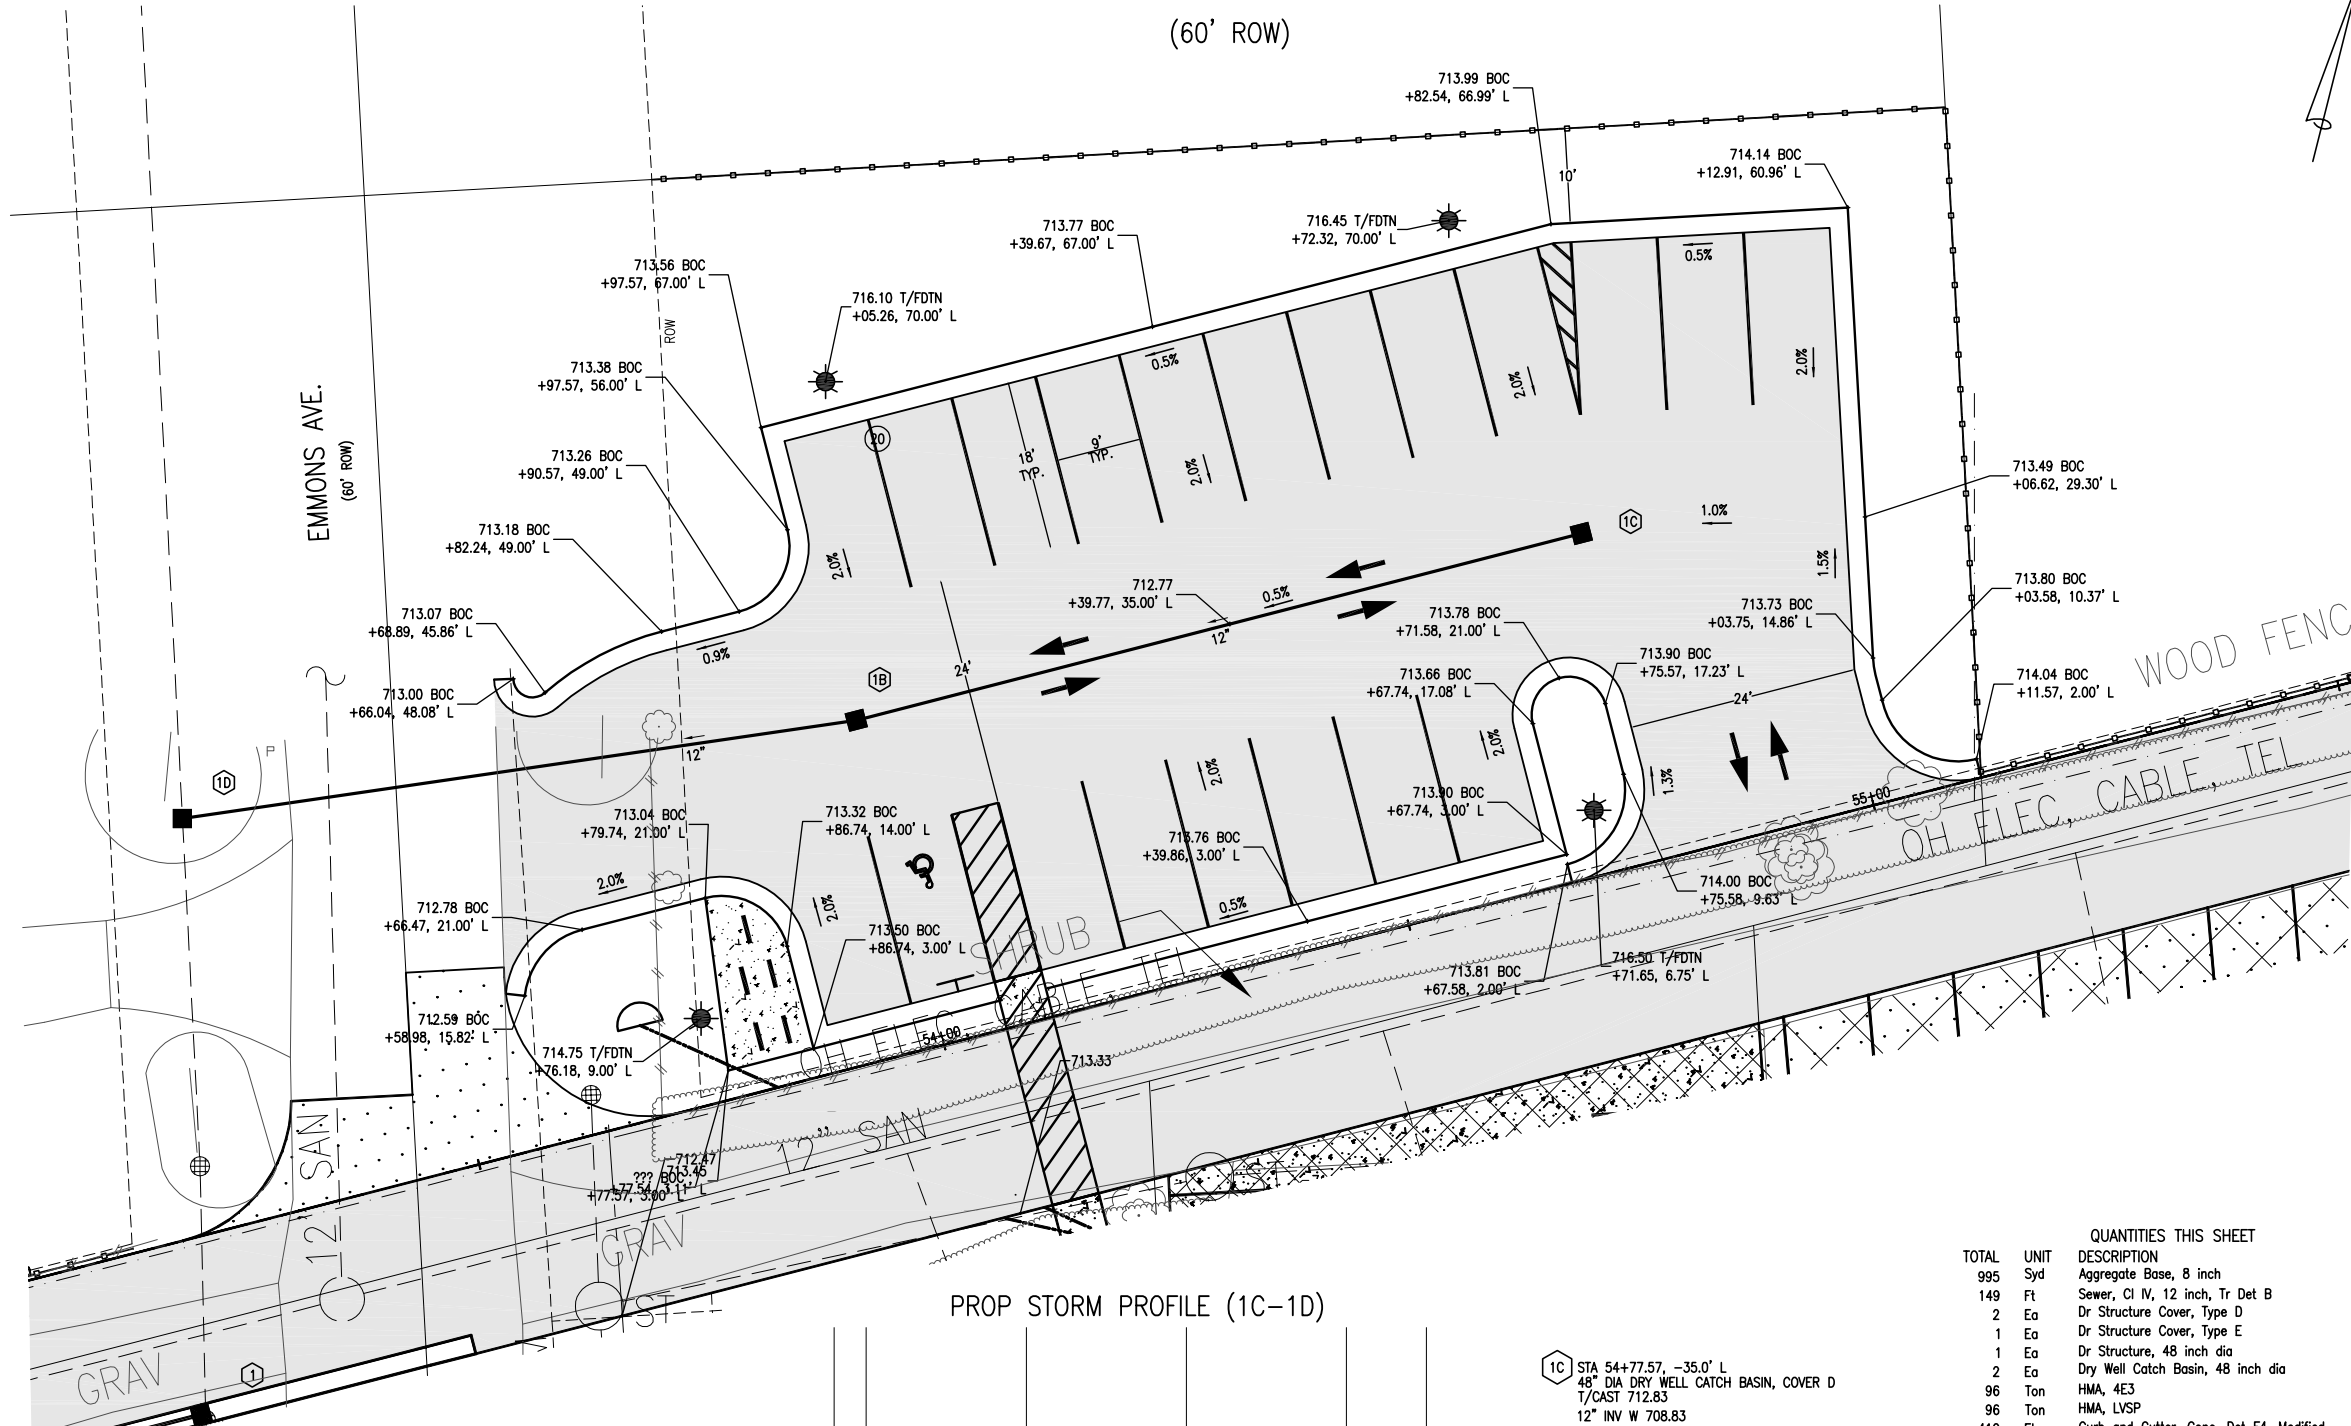 (60' ROW)
713.99 BOC
+82.54, 66.99' L
714.14 BOC
+12.91, 60.96' L
10'
713.77 BOC
+39.67, 67.00' L
716.45 T/FDTN
+72.32, 70.00' L
0.5%
713.56 BOC
+97.57, 67.00' L
716.10 T/FDTN
+05.26, 70.00' L
ROW
713.38 BOC
+97.57, 56.00' L
0.5%
2.0%
2.0%
EMMONS AVE.
(60' ROW)
20
18'
TYP.
9'
TYP.
2.0%
713.26 BOC
+90.57, 49.00' L
713.49 BOC
+06.62, 29.30' L
1C
1.0%
713.18 BOC
+82.24, 49.00' L
2.0%
1.5%
712.77
+39.77, 35.00' L
0.5%
12"
713.80 BOC
+03.58, 10.37' L
713.07 BOC
+68.89, 45.86' L
713.78 BOC
+71.58, 21.00' L
713.73 BOC
+03.75, 14.86' L
0.9%
24'
713.90 BOC
+75.57, 17.23' L
WOOD FENC
1B
713.66 BOC
+67.74, 17.08' L
714.04 BOC
+11.57, 2.00' L
713.00 BOC
+66.04, 48.08' L
24'
P
12"
2.0%
2.0%
1D
1.3%
713.04 BOC
+79.74, 21.00' L
713.32 BOC
+86.74, 14.00' L
713.90 BOC
+67.74, 3.00' L
55+00
OH ELEC, CABLE, TEL
713.76 BOC
+39.86, 3.00' L
2.0%
712.78 BOC
+66.47, 21.00' L
2.0%
0.5%
714.00 BOC
+75.58, 9.63' L
713.50 BOC
+86.74, 3.00' L
SHRUB
713.81 BOC
+67.58, 2.00' L
716.50 T/FDTN
+71.65, 6.75' L
712.59 BOC
+58.98, 15.82' L
714.75 T/FDTN
+76.18, 9.00' L
OH ELEC, CABLE, TEL
54+00
713.33
12" SAN
12" SAN
712.47
713.45
??? BOC
+77.54, 3.11' L
+77.57, 3.00' L
GRAV
ST
GRAV
1
PROP STORM PROFILE (1C-1D)
1C STA 54+77.57, -35.0' L
48" DIA DRY WELL CATCH BASIN, COVER D
T/CAST 712.83
12" INV W 708.83
QUANTITIES THIS SHEET
TOTAL UNIT DESCRIPTION
995 Syd Aggregate Base, 8 inch
149 Ft Sewer, Cl IV, 12 inch, Tr Det B
2 Ea Dr Structure Cover, Type D
1 Ea Dr Structure Cover, Type E
1 Ea Dr Structure, 48 inch dia
2 Ea Dry Well Catch Basin, 48 inch dia
96 Ton HMA, 4E3
96 Ton HMA, LVSP
Curb and Gutter, Conc, Det F4, Modified